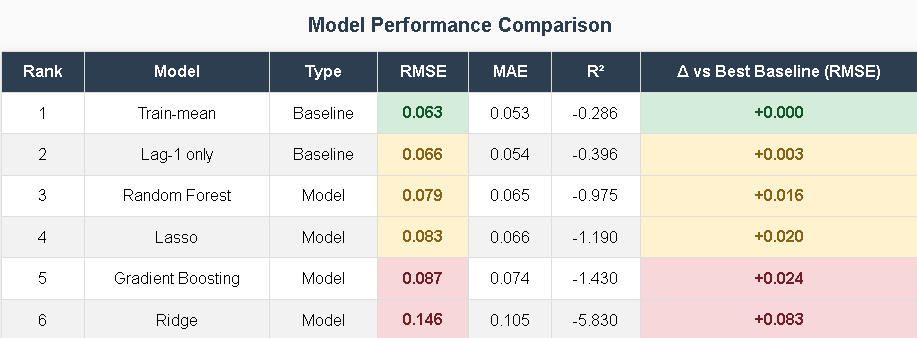 Model Performance Comparison
Rank Model Type RMSE MAE R² Δ vs Best Baseline (RMSE)
1 Train-mean Baseline 0.063 0.053 -0.286 +0.000
2 Lag-1 only Baseline 0.066 0.054 -0.396 +0.003
3 Random Forest Model 0.079 0.065 -0.975 +0.016
4 Lasso Model 0.083 0.066 -1.190 +0.020
5 Gradient Boosting Model 0.087 0.074 -1.430 +0.024
6 Ridge Model 0.146 0.105 -5.830 +0.083